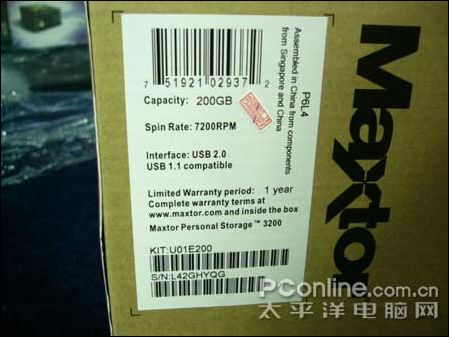 7 51921 02937 2
Capacity: 200GB
Spin Rate: 7200RPM
Interface: USB 2.0
USB 1.1 compatible
Limited Warranty period: 1 year
Complete warranty terms at
www.maxtor.com and inside the box
Maxtor Personal Storage™ 3200
KIT:U01E200
S/N:L42GHYQG
P6L4
Assembled in China from components
from Singapore and China
Maxtor
PConline.com.cn
太平洋电脑网